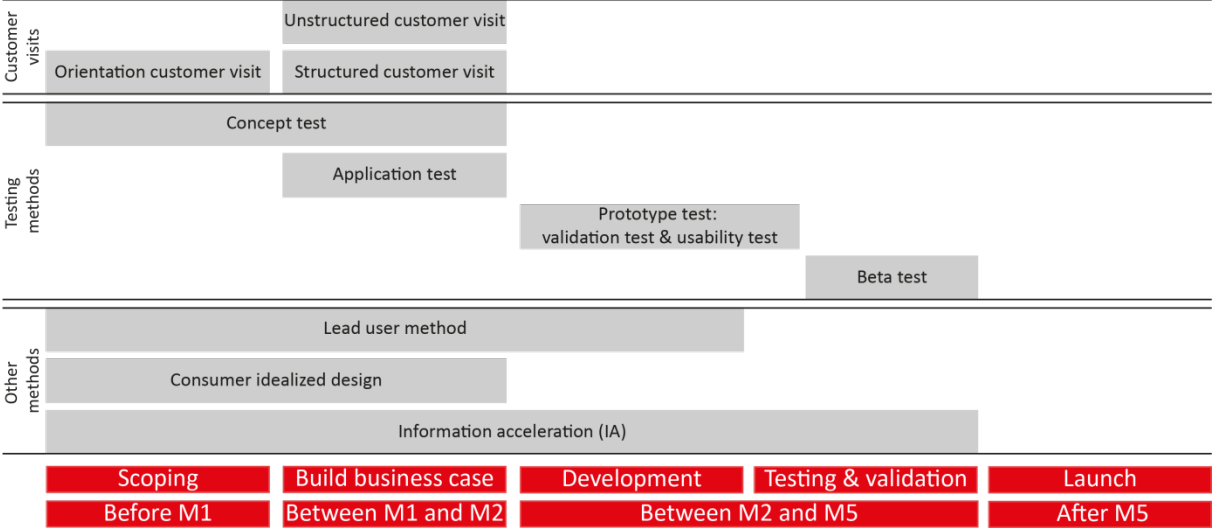 Customer
visits
Unstructured customer visit
Orientation customer visit
Structured customer visit
Testing
methods
Concept test
Application test
Prototype test:
validation test & usability test
Beta test
Other
methods
Lead user method
Consumer idealized design
Information acceleration (IA)
Scoping
Build business case
Development
Testing & validation
Launch
Before M1
Between M1 and M2
Between M2 and M5
After M5